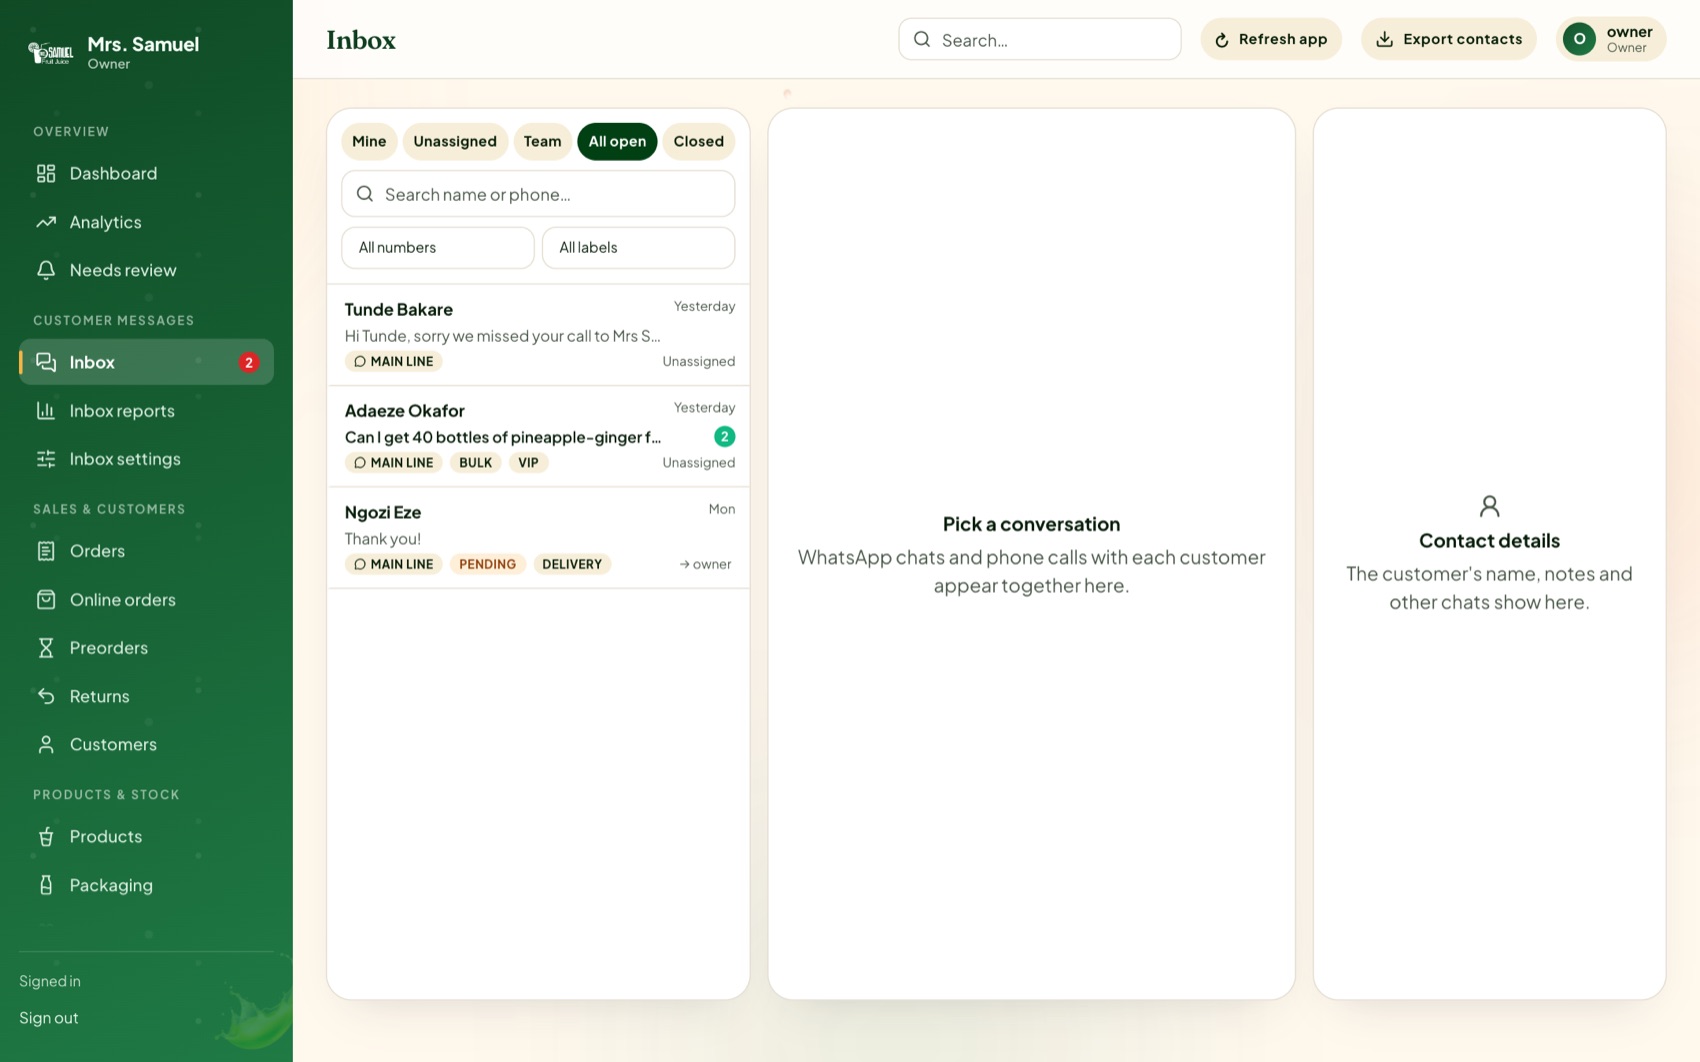 SAMUEL
Fruit Juice
Mrs. Samuel
Owner
OVERVIEW
Dashboard
Analytics
Needs review
CUSTOMER MESSAGES
Inbox
2
Inbox reports
Inbox settings
SALES & CUSTOMERS
Orders
Online orders
Preorders
Returns
Customers
PRODUCTS & STOCK
Products
Packaging
Signed in
Sign out
Inbox
Search...
Refresh app
Export contacts
O
owner
Owner
Mine
Unassigned
Team
All open
Closed
Search name or phone...
All numbers
All labels
Tunde Bakare
Yesterday
Hi Tunde, sorry we missed your call to Mrs S...
MAIN LINE
Unassigned
Adaeze Okafor
Yesterday
Can I get 40 bottles of pineapple-ginger f...
2
MAIN LINE
BULK
VIP
Unassigned
Ngozi Eze
Mon
Thank you!
MAIN LINE
PENDING
DELIVERY
→ owner
Pick a conversation
WhatsApp chats and phone calls with each customer
appear together here.
Contact details
The customer's name, notes and
other chats show here.